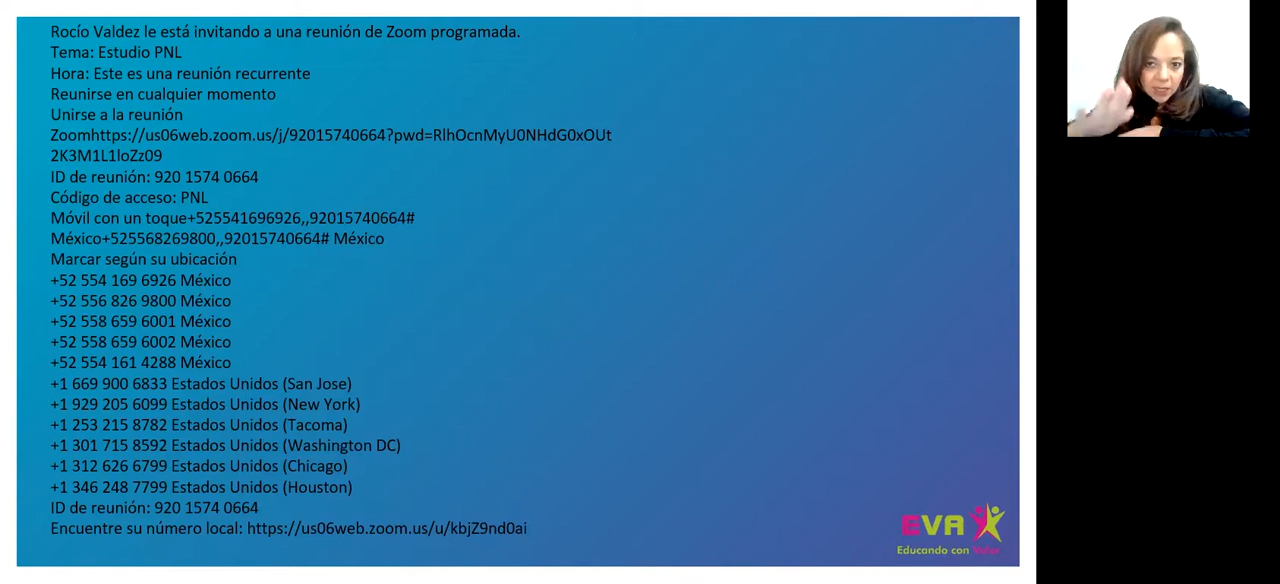 Rocío Valdez le está invitando a una reunión de Zoom programada.
Tema: Estudio PNL
Hora: Este es una reunión recurrente
Reunirse en cualquier momento
Unirse a la reunión
Zoomhttps://us06web.zoom.us/j/92015740664?pwd=RlhOcnMyU0NHdG0xOUt
2K3M1L1loZz09
ID de reunión: 920 1574 0664
Código de acceso: PNL
Móvil con un toque+525541696926,,92015740664#
México+525568269800,,92015740664# México
Marcar según su ubicación
+52 554 169 6926 México
+52 556 826 9800 México
+52 558 659 6001 México
+52 558 659 6002 México
+52 554 161 4288 México
+1 669 900 6833 Estados Unidos (San Jose)
+1 929 205 6099 Estados Unidos (New York)
+1 253 215 8782 Estados Unidos (Tacoma)
+1 301 715 8592 Estados Unidos (Washington DC)
+1 312 626 6799 Estados Unidos (Chicago)
+1 346 248 7799 Estados Unidos (Houston)
ID de reunión: 920 1574 0664
Encuentre su número local: https://us06web.zoom.us/u/kbjZ9nd0ai
EVA
Educando con Valor